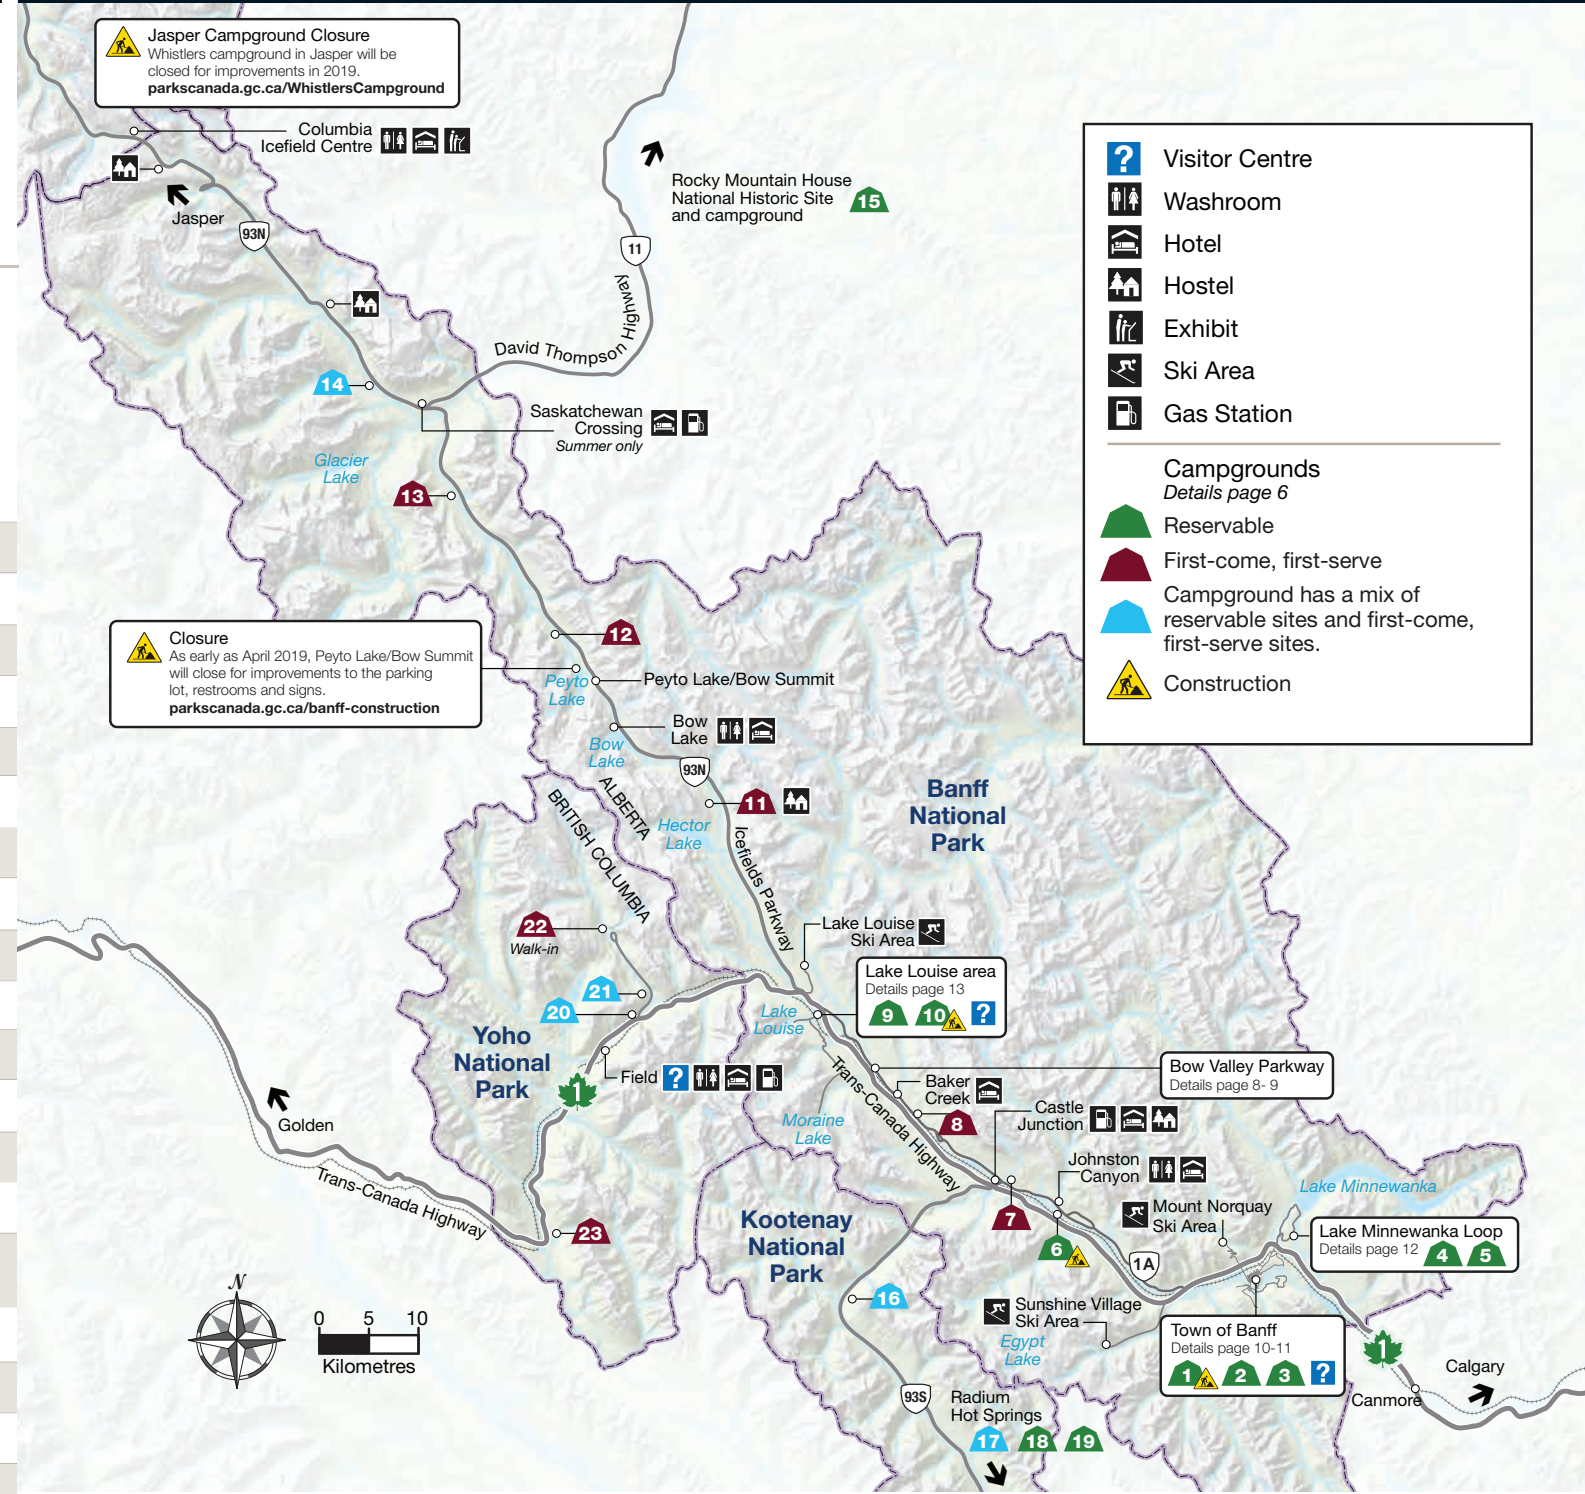 Jasper Campground Closure
Whistlers campground in Jasper will be
closed for improvements in 2019.
parkscanada.gc.ca/WhistlersCampground
Columbia
Icefield Centre
Jasper
93N
Rocky Mountain House
National Historic Site
and campground
15
11
David Thompson Highway
14
Saskatchewan
Crossing
Summer only
Glacier
Lake
13
? Visitor Centre
Washroom
Hotel
Hostel
Exhibit
Ski Area
Gas Station
Campgrounds
Details page 6
Reservable
First-come, first-serve
Campground has a mix of
reservable sites and first-come,
first-serve sites.
Construction
12
Closure
As early as April 2019, Peyto Lake/Bow Summit
will close for improvements to the parking
lot, restrooms and signs.
parkscanada.gc.ca/banff-construction
Peyto
Lake
Peyto Lake/Bow Summit
Bow
Lake
Bow
Lake
93N
ALBERTA
BRITISH COLUMBIA
11
Hector
Lake
Icefields Parkway
Banff
National
Park
22
Walk-in
Lake Louise
Ski Area
Lake Louise area
Details page 13
9 10 ?
21
20
Lake
Louise
Yoho
National
Park
1
Field ?
Bow Valley Parkway
Details page 8- 9
Trans-Canada Highway
Baker
Creek
8
Moraine
Lake
Castle
Junction
Golden
Trans-Canada Highway
Johnston
Canyon
7
Mount Norquay
Ski Area
Lake Minnewanka
Lake Minnewanka Loop
Details page 12 4 5
23
Kootenay
National
Park
6
1A
16
N
0 5 10
Kilometres
Sunshine Village
Ski Area
Egypt
Lake
Town of Banff
Details page 10-11
1 2 3 ?
1
Calgary
Canmore
93S
Radium
Hot Springs
17 18 19